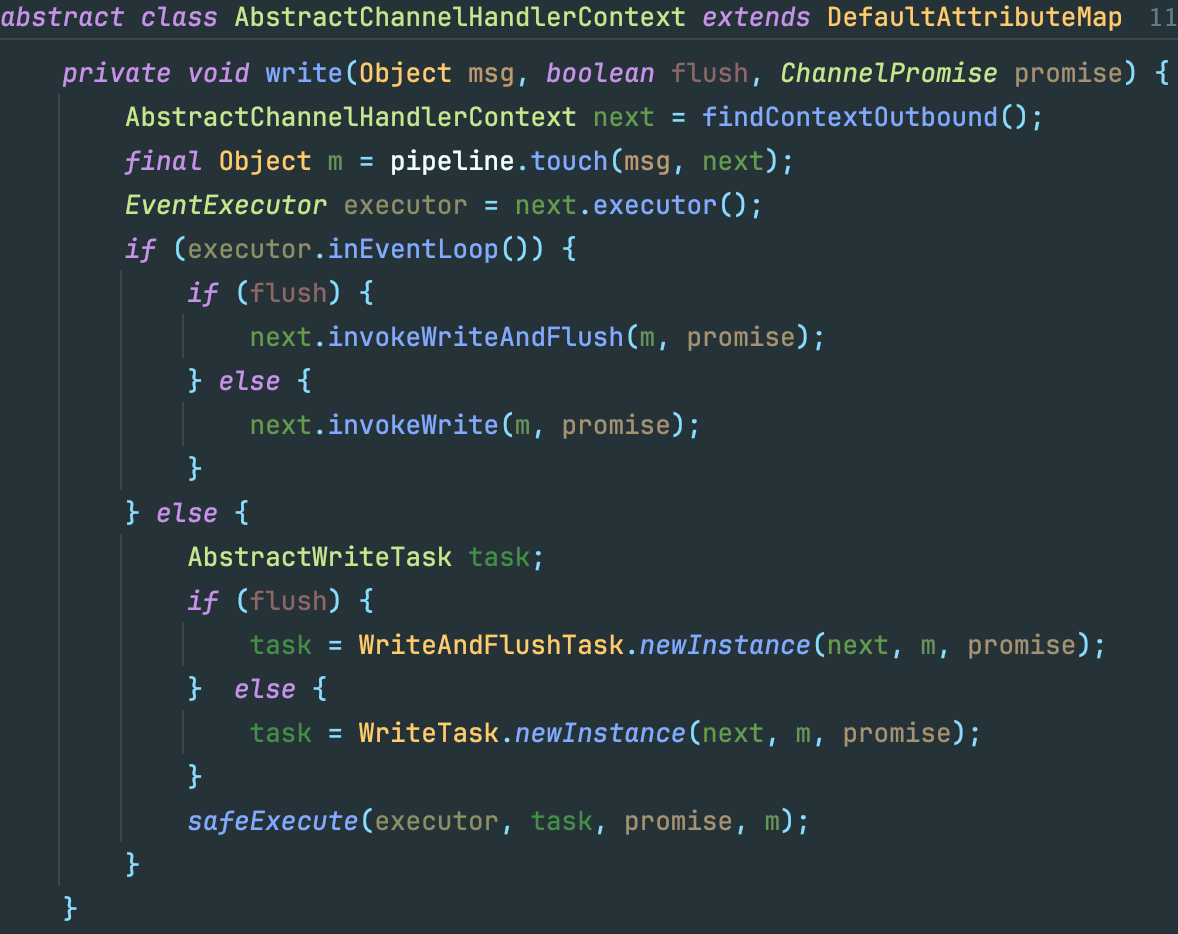 abstract class AbstractChannelHandlerContext extends DefaultAttributeMap 11
private void write(Object msg, boolean flush, ChannelPromise promise) {
AbstractChannelHandlerContext next = findContextOutbound();
final Object m = pipeline.touch(msg, next);
EventExecutor executor = next.executor();
if (executor.inEventLoop()) {
if (flush) {
next.invokeWriteAndFlush(m, promise);
} else {
next.invokeWrite(m, promise);
}
} else {
AbstractWriteTask task;
if (flush) {
task = WriteAndFlushTask.newInstance(next, m, promise);
}  else {
task = WriteTask.newInstance(next, m, promise);
}
safeExecute(executor, task, promise, m);
}
}